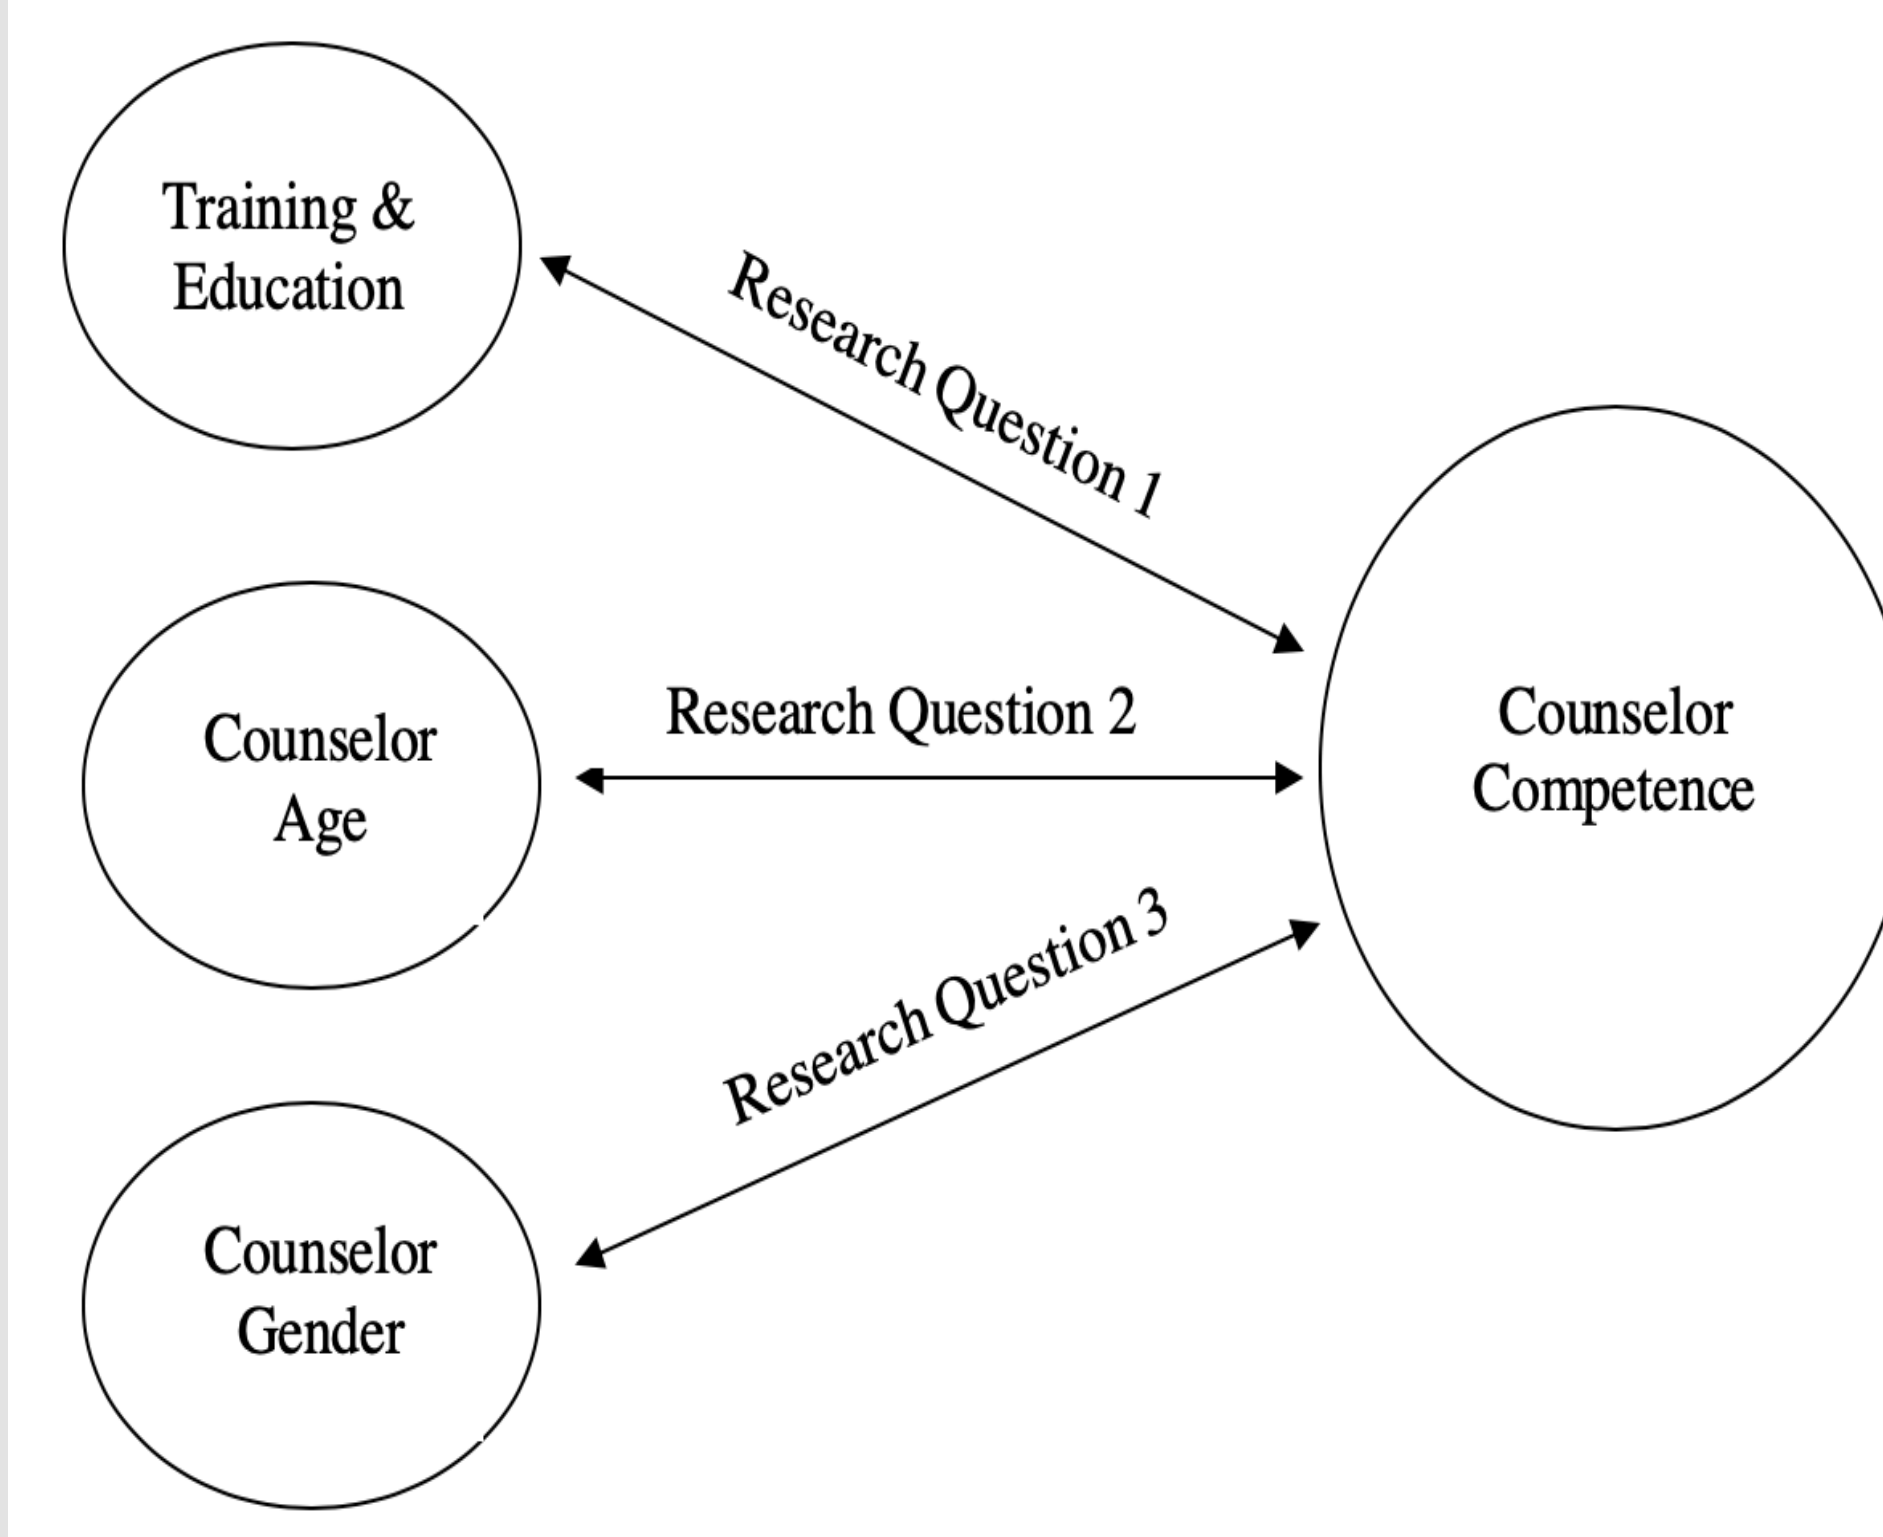 Training &
Education
Research Question 1
Counselor
Age
Research Question 2
Counselor
Competence
Research Question 3
Counselor
Gender